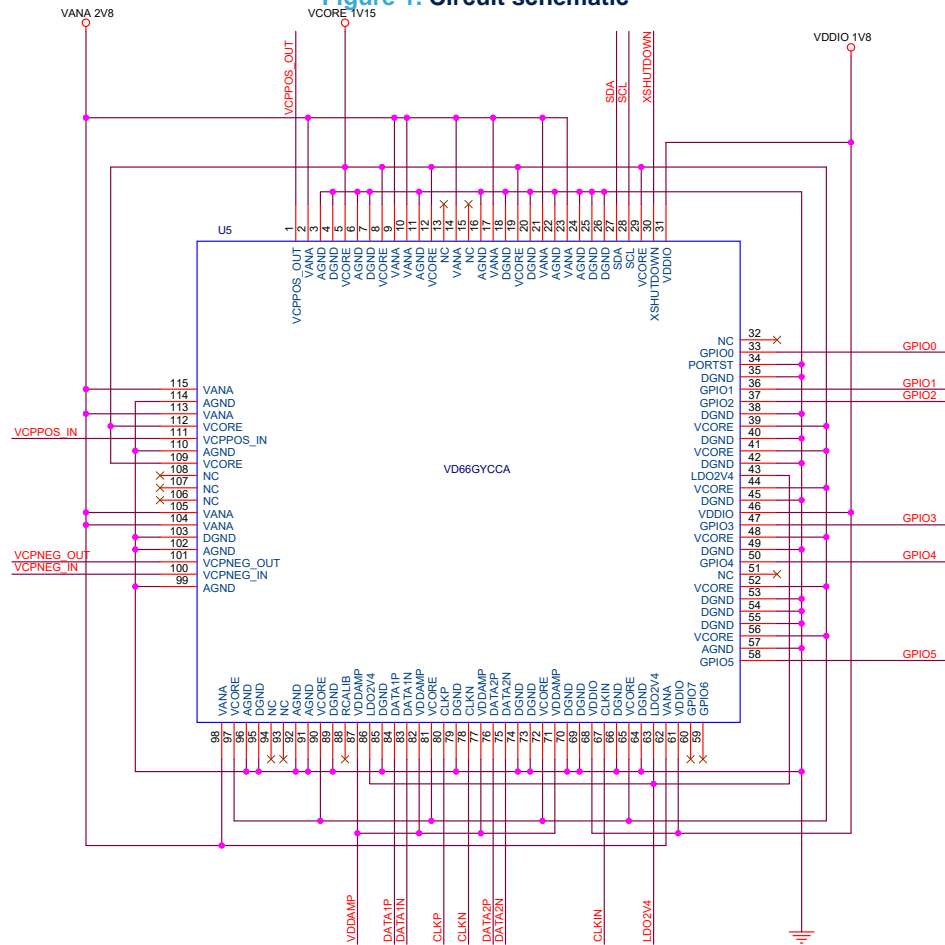 Figure 1. Circuit schematic
VANA 2V8
VCORE 1V15
VDDIO 1V8
VCPPOS_OUT
SDA
SCL
XSHUTDOWN
U5
1 VCPPOS_OUT
2 VANA
3 AGND
4 DGND
5 VCORE
6 AGND
7 DGND
8 VCORE
9 VANA
10 VANA
11 AGND
12 VCORE
13 NC
14 VANA
15 NC
16 AGND
17 VANA
18 DGND
19 VCORE
20 DGND
21 VANA
22 AGND
23 VANA
24 AGND
25 DGND
26 DGND
27 SDA
28 SCL
29 VCORE
30 XSHUTDOWN
31 VDDIO
115 VANA
114 AGND
113 VANA
112 VCORE
VCPPOS_IN 111 VCPPOS_IN
110 AGND
109 VCORE
108 NC
107 NC
106 NC
105 VANA
104 VANA
103 DGND
102 AGND
VCPNEG_OUT 101 VCPNEG_OUT
VCPNEG_IN 100 VCPNEG_IN
99 AGND
VD66GYCCA
NC 32
GPIO0 33 GPIO0
PORTST 34
DGND 35
GPIO1 36 GPIO1
GPIO2 37 GPIO2
DGND 38
VCORE 39
DGND 40
VCORE 41
DGND 42
LDO2V4 43
VCORE 44
DGND 45
VDDIO 46
GPIO3 47 GPIO3
VCORE 48
DGND 49
GPIO4 50 GPIO4
NC 51
VCORE 52
DGND 53
DGND 54
DGND 55
VCORE 56
AGND 57
GPIO5 58 GPIO5
VANA 98
VCORE 97
AGND 96
DGND 95
NC 94
NC 93
AGND 92
AGND 91
VCORE 90
DGND 89
RCALIB 88
VDDAMP 87
LDO2V4 86
DGND 85
DATA1P 84
DATA1N 83
VDDAMP 82
VCORE 81
CLKP 80
DGND 79
CLKN 78
VDDAMP 77
DATA2P 76
DATA2N 75
DGND 74
DGND 73
VCORE 72
VDDAMP 71
DGND 70
DGND 69
VDDIO 68
CLKIN 67
DGND 66
VCORE 65
DGND 64
LDO2V4 63
VANA 62
VDDIO 61
GPIO7 60
GPIO6 59
VDDAMP
DATA1P
DATA1N
CLKP
CLKN
DATA2P
DATA2N
CLKIN
LDO2V4